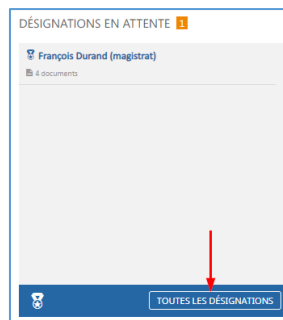 DÉSIGNATIONS EN ATTENTE 1
François Durand (magistrat)
4 documents
TOUTES LES DÉSIGNATIONS